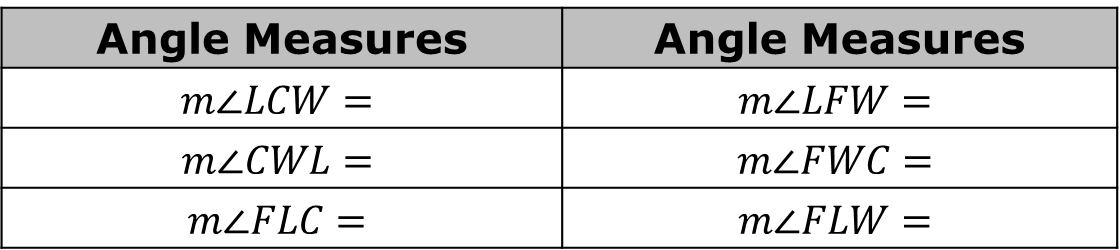 Angle Measures Angle Measures
m∠LCW = m∠LFW =
m∠CWL = m∠FWC =
m∠FLC = m∠FLW =